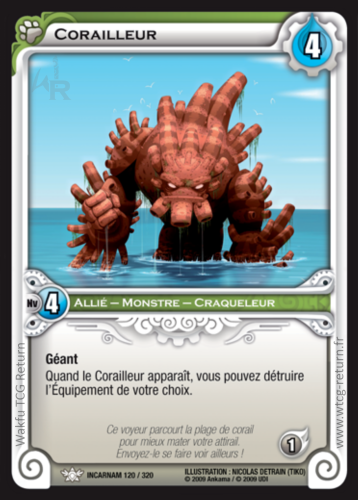 CORAILLEUR
4
WR
Nv 4 ALLIÉ – MONSTRE – CRAQUELEUR
Géant
Quand le Corailleur apparaît, vous pouvez détruire
l'Équipement de votre choix.
Ce voyeur parcourt la plage de corail
pour mieux mater votre attirail.
Envoyez-le se faire voir ailleurs !
1
INCARNAM 120 / 320
ILLUSTRATION : NICOLAS DETRAIN (TIKO)
© 2009 Ankama / © 2009 UDI
Wakfu TCG Return
www.wtcg-return.fr